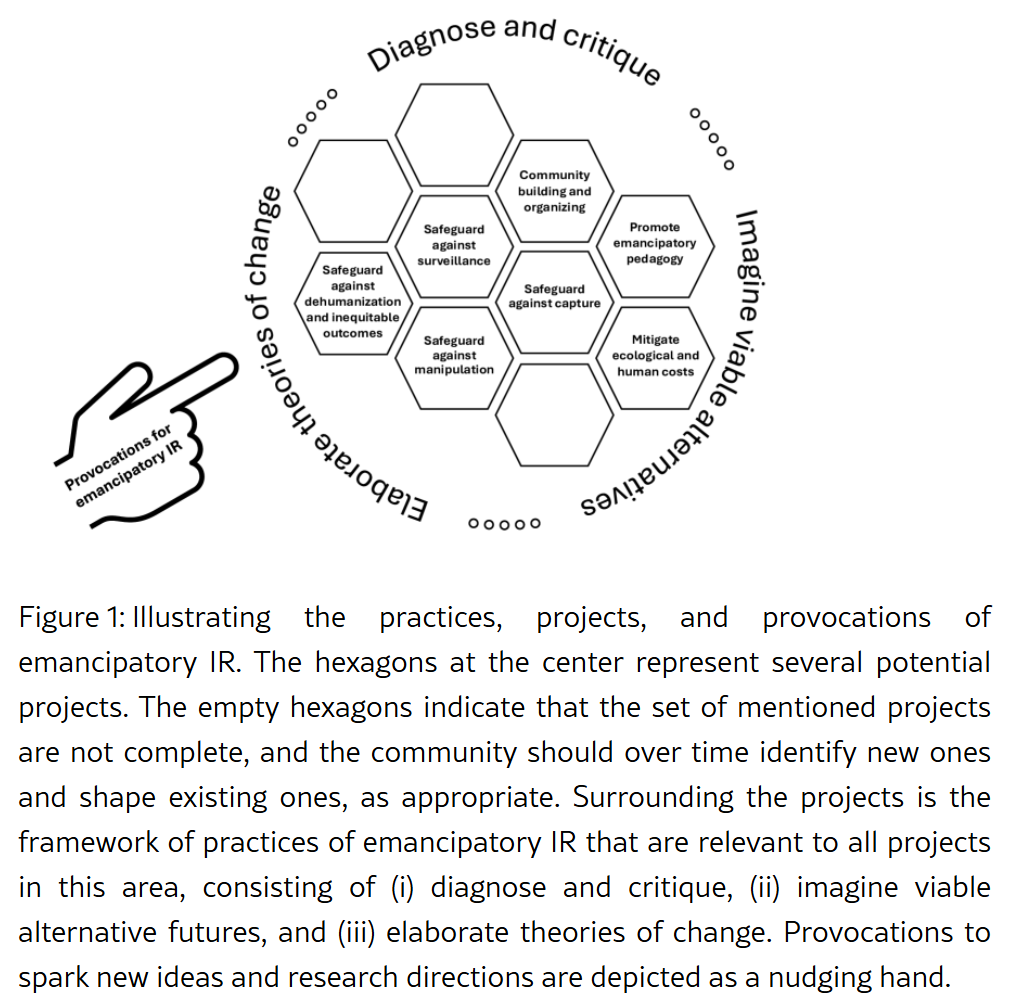 Diagnose and critique
Imagine viable alternatives
Elaborate theories of change
Community
building and
organizing
Promote
emancipatory
pedagogy
Safeguard
against
surveillance
Safeguard
against
dehumanization
and inequitable
outcomes
Safeguard
against capture
Safeguard
against
manipulation
Mitigate
ecological and
human costs
Provocations for
emancipatory IR
Figure 1: Illustrating the practices, projects, and provocations of
emancipatory IR. The hexagons at the center represent several potential
projects. The empty hexagons indicate that the set of mentioned projects
are not complete, and the community should over time identify new ones
and shape existing ones, as appropriate. Surrounding the projects is the
framework of practices of emancipatory IR that are relevant to all projects
in this area, consisting of (i) diagnose and critique, (ii) imagine viable
alternative futures, and (iii) elaborate theories of change. Provocations to
spark new ideas and research directions are depicted as a nudging hand.